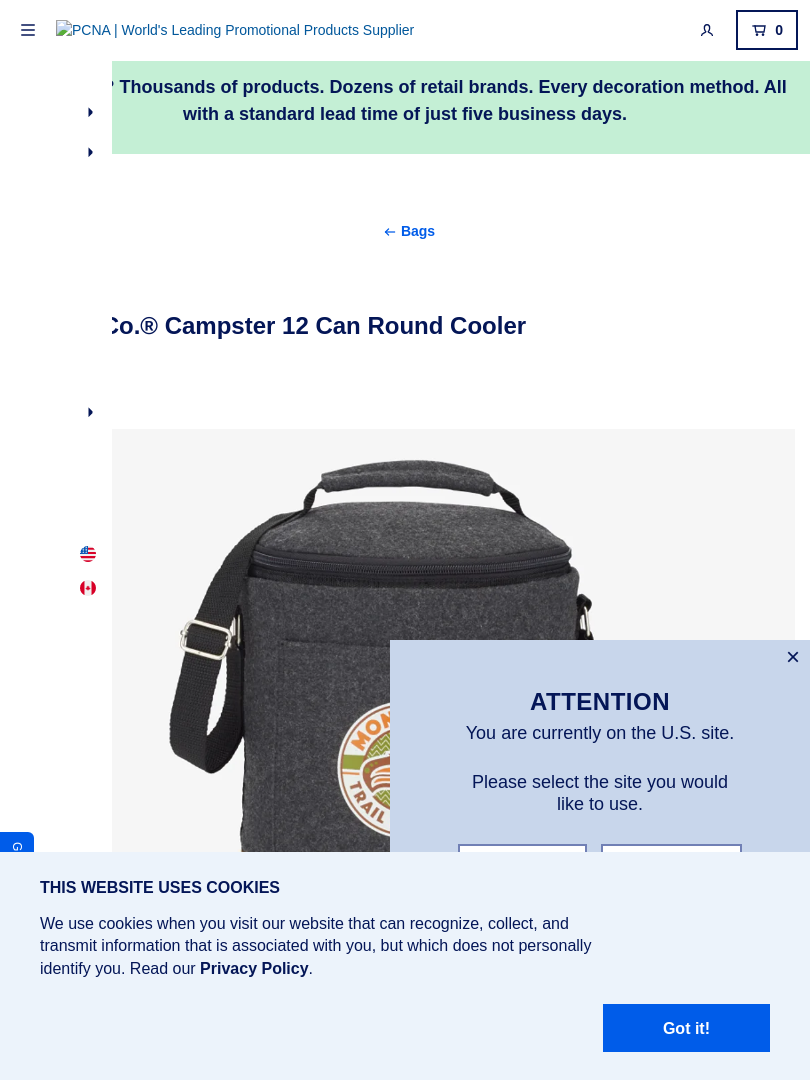 PCNA | World's Leading Promotional Products Supplier
0
? Thousands of products. Dozens of retail brands. Every decoration method. All
with a standard lead time of just five business days.
← Bags
Co.® Campster 12 Can Round Cooler
MON
TRAIL
×
ATTENTION
You are currently on the U.S. site.
Please select the site you would
like to use.
G
THIS WEBSITE USES COOKIES
We use cookies when you visit our website that can recognize, collect, and
transmit information that is associated with you, but which does not personally
identify you. Read our Privacy Policy.
Got it!